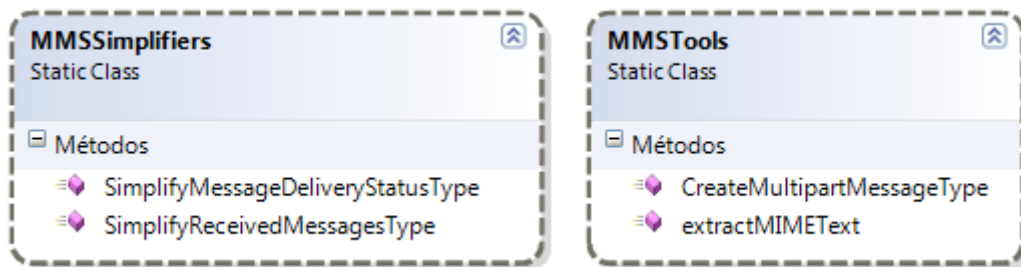 MMSSimplifiers
Static Class
Métodos
SimplifyMessageDeliveryStatusType
SimplifyReceivedMessagesType
MMSTools
Static Class
Métodos
CreateMultipartMessageType
extractMIMEText